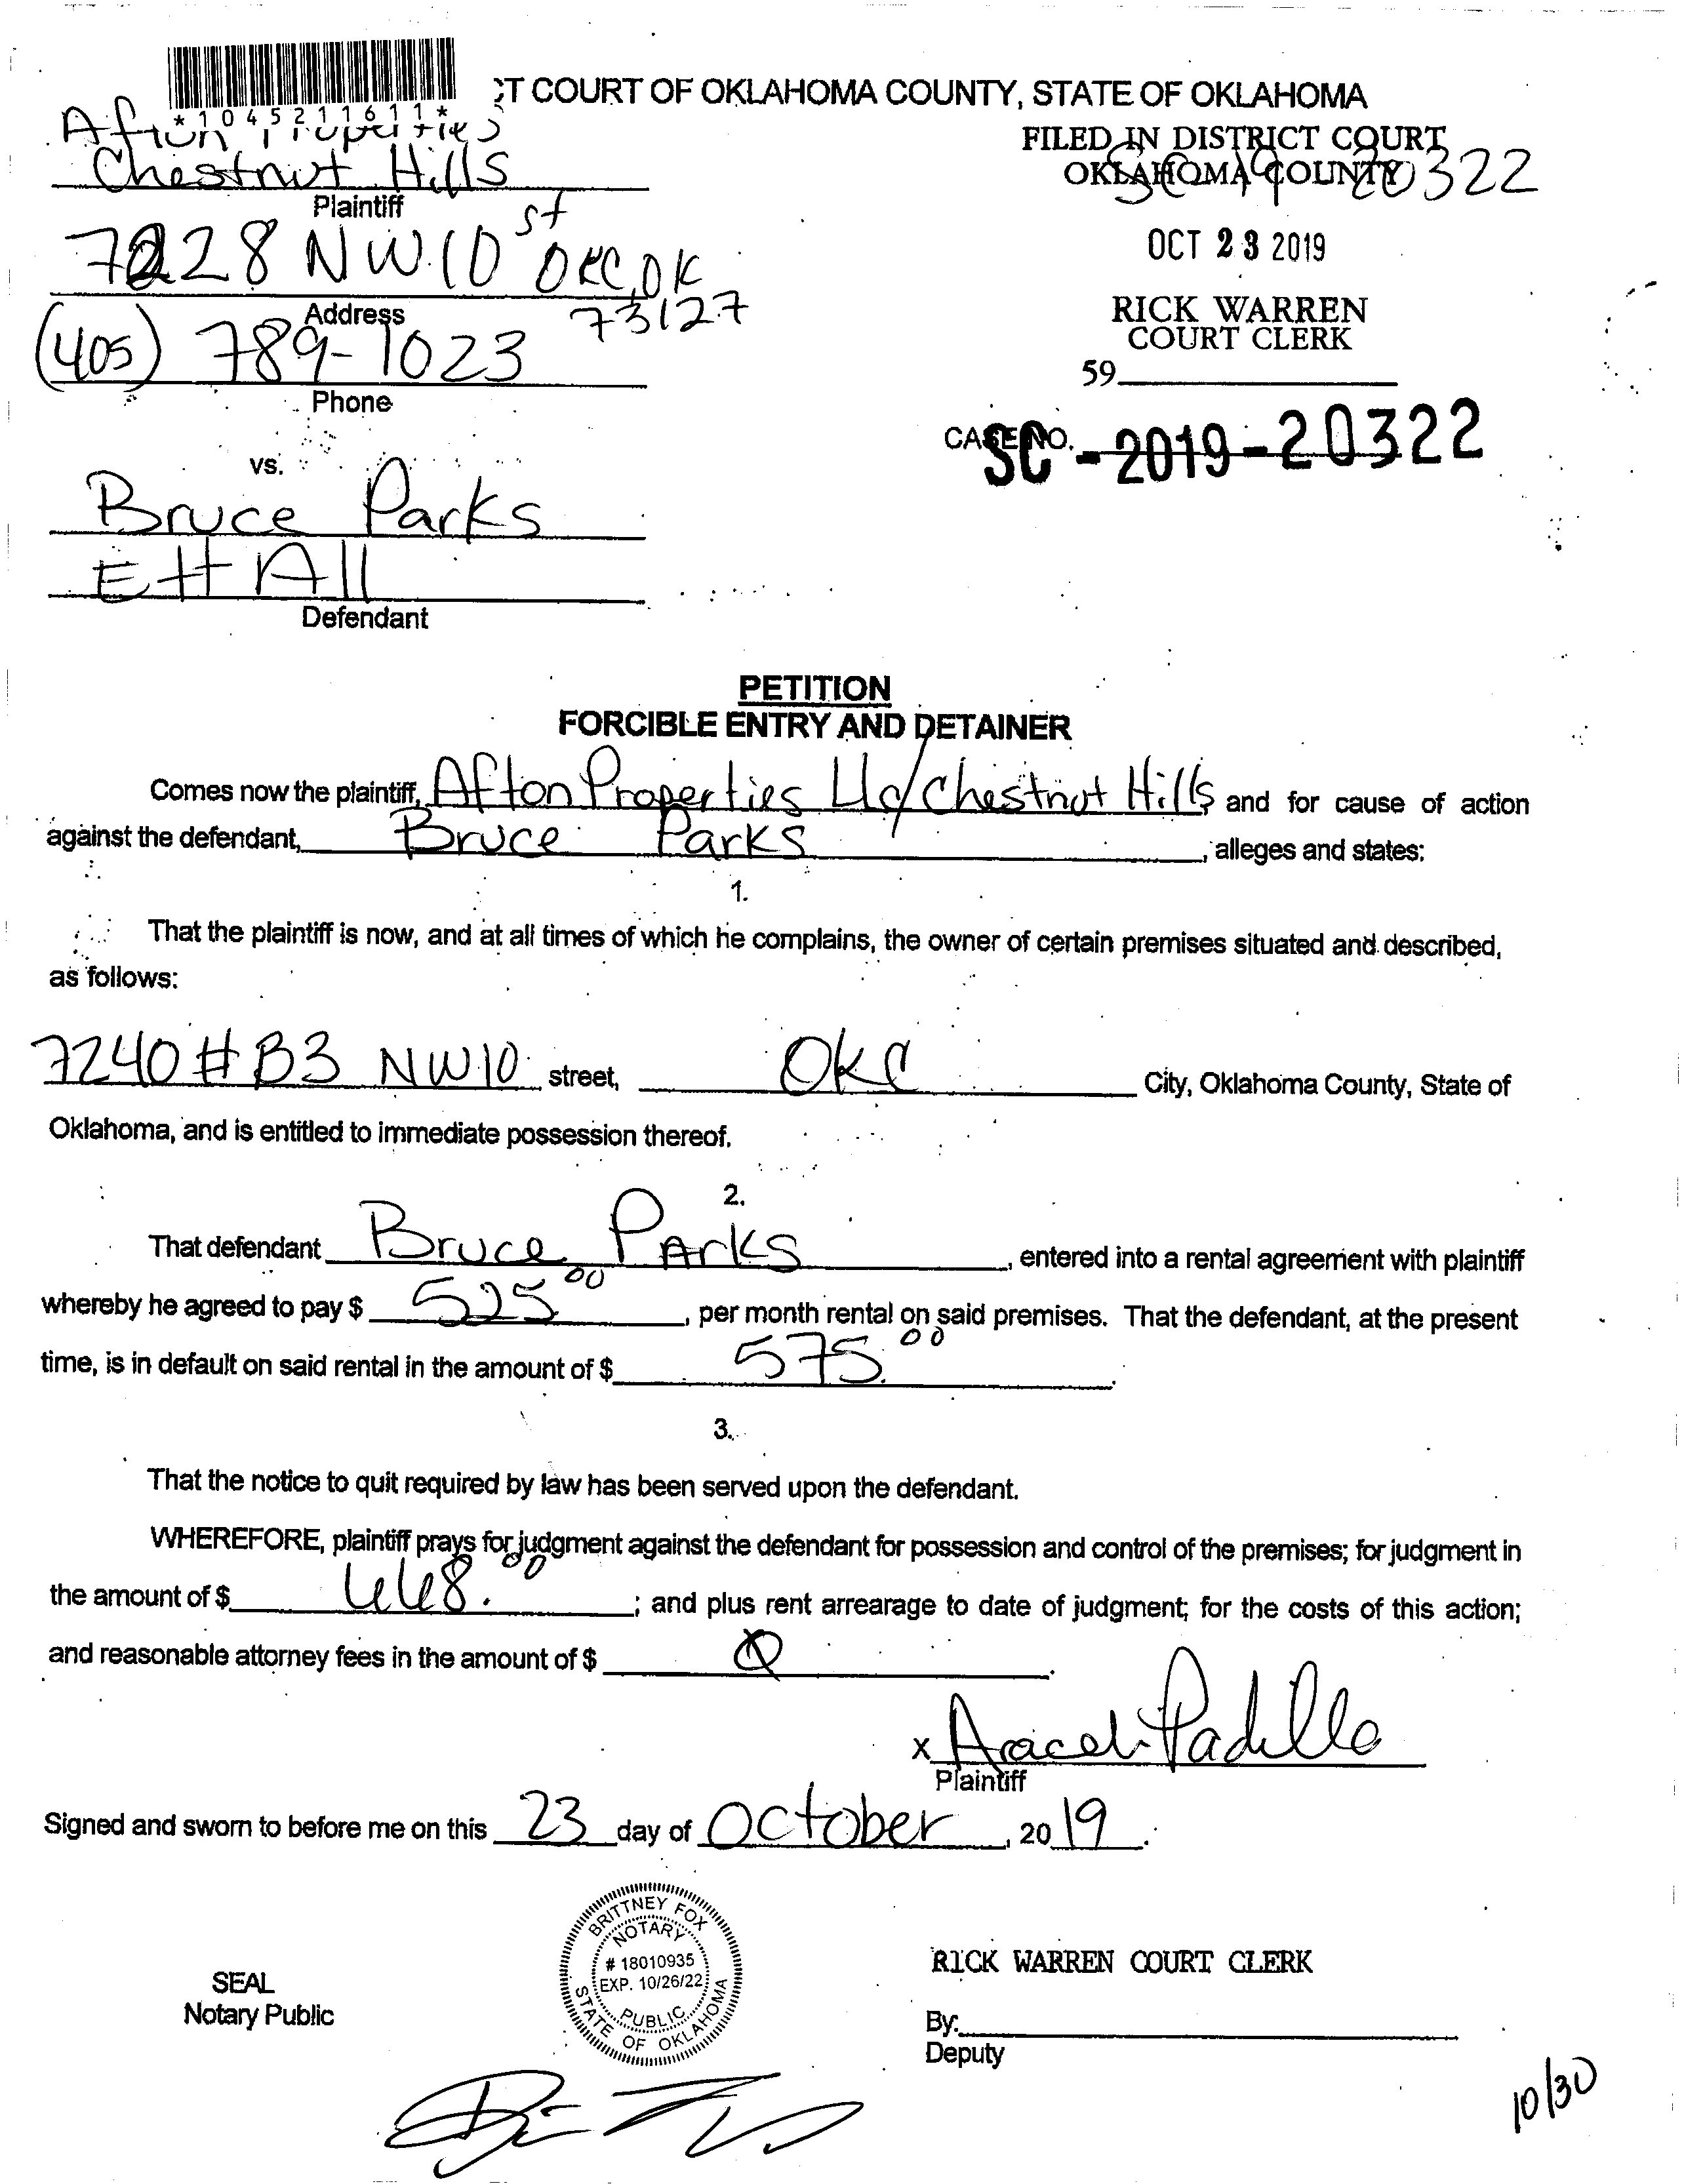 *1045211611*
T COURT OF OKLAHOMA COUNTY, STATE OF OKLAHOMA
Afton Properties
Chestnut Hills
Plaintiff
FILED IN DISTRICT COURT
OKLAHOMA COUNTY
SC 19 20322
7228 NW 10 st OKC, OK
73127
Address
OCT 23 2019
(405) 789-1023
Phone
RICK WARREN
COURT CLERK
59
CASE NO. SC-2019-20322
vs.
Bruce Parks
Ett All
Defendant
PETITION
FORCIBLE ENTRY AND DETAINER
Comes now the plaintiff, Afton Properties Llc/Chestnut Hills and for cause of action
against the defendant, Bruce Parks, alleges and states:
1.
That the plaintiff is now, and at all times of which he complains, the owner of certain premises situated and described,
as follows:
7240 #B3 NW 10 street, OKC City, Oklahoma County, State of
Oklahoma, and is entitled to immediate possession thereof.
2.
That defendant Bruce Parks, entered into a rental agreement with plaintiff
whereby he agreed to pay $ 525.00, per month rental on said premises. That the defendant, at the present
time, is in default on said rental in the amount of $ 575.00.
3.
That the notice to quit required by law has been served upon the defendant.
WHEREFORE, plaintiff prays for judgment against the defendant for possession and control of the premises; for judgment in
the amount of $ 668.00; and plus rent arrearage to date of judgment; for the costs of this action;
and reasonable attorney fees in the amount of $ 0.
x Araceli Padilla
Plaintiff
Signed and sworn to before me on this 23 day of October, 2019.
BRITTNEY FOX
NOTARY
# 18010935
EXP. 10/26/22
PUBLIC
STATE OF OKLAHOMA
SEAL
Notary Public
RICK WARREN COURT CLERK
By:
Deputy
10/30